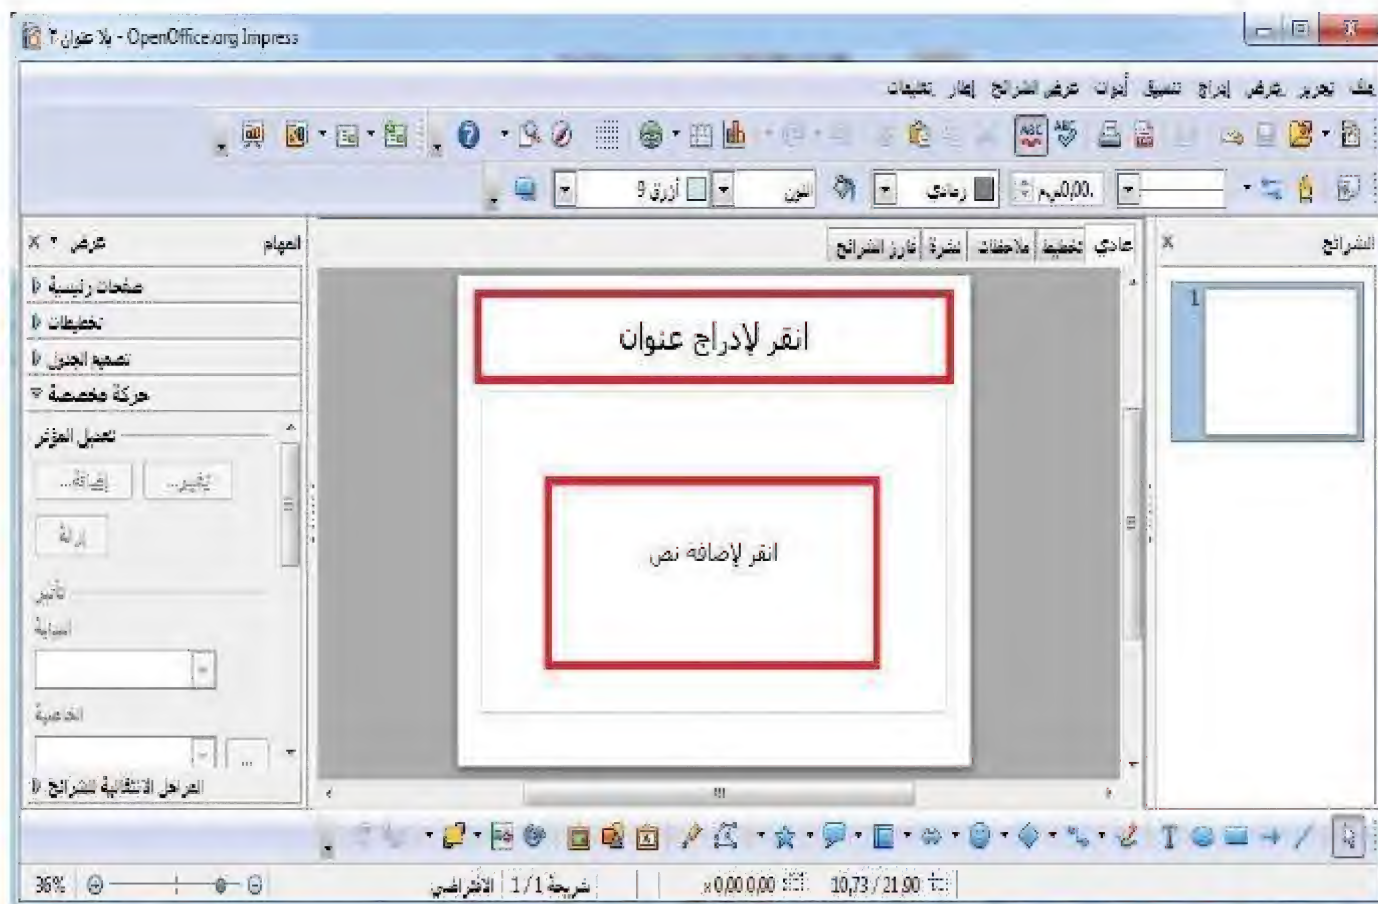 بلا عنوان ٢ - OpenOffice.org Impress
ملف تحرير عرض إدراج تنسيق أدوات عرض الشرائح إطار تعليمات
0,00سم رمادي اللون أزرق 9
الشرائح
عادي تخطيط ملاحظات نشرة فارز الشرائح
المهام عرض
صفحات رئيسية
تخطيطات
تصميم الجدول
حركة مخصصة
تعديل المؤثر
تغيير... إضافة...
إزالة
تأثير
البداية
الخاصية
...
المراحل الانتقالية للشرائح
1
انقر لإدراج عنوان
انقر لإضافة نص
10,73 / 21,90 0,00 x 0,00 شريحة 1 / 1 الافتراضي 36%